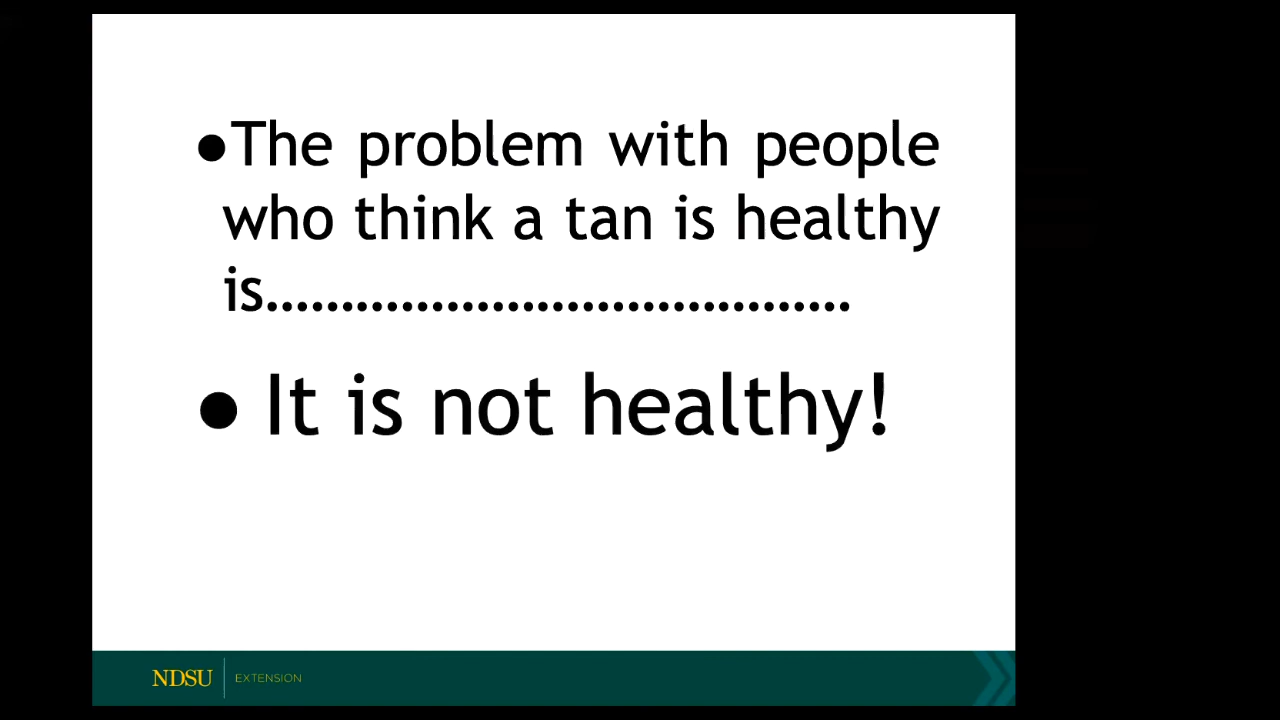 ●The problem with people
who think a tan is healthy
is.......................................
● It is not healthy!
NDSU EXTENSION